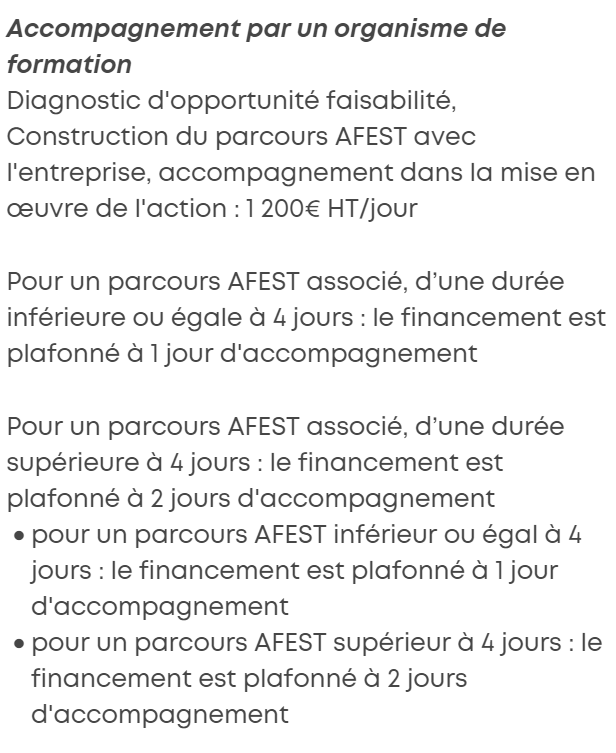 Accompagnement par un organisme de
formation
Diagnostic d'opportunité faisabilité,
Construction du parcours AFEST avec
l'entreprise, accompagnement dans la mise en
œuvre de l'action : 1 200€ HT/jour
Pour un parcours AFEST associé, d’une durée
inférieure ou égale à 4 jours : le financement est
plafonné à 1 jour d'accompagnement
Pour un parcours AFEST associé, d’une durée
supérieure à 4 jours : le financement est
plafonné à 2 jours d'accompagnement
• pour un parcours AFEST inférieur ou égal à 4
jours : le financement est plafonné à 1 jour
d'accompagnement
• pour un parcours AFEST supérieur à 4 jours : le
financement est plafonné à 2 jours
d'accompagnement